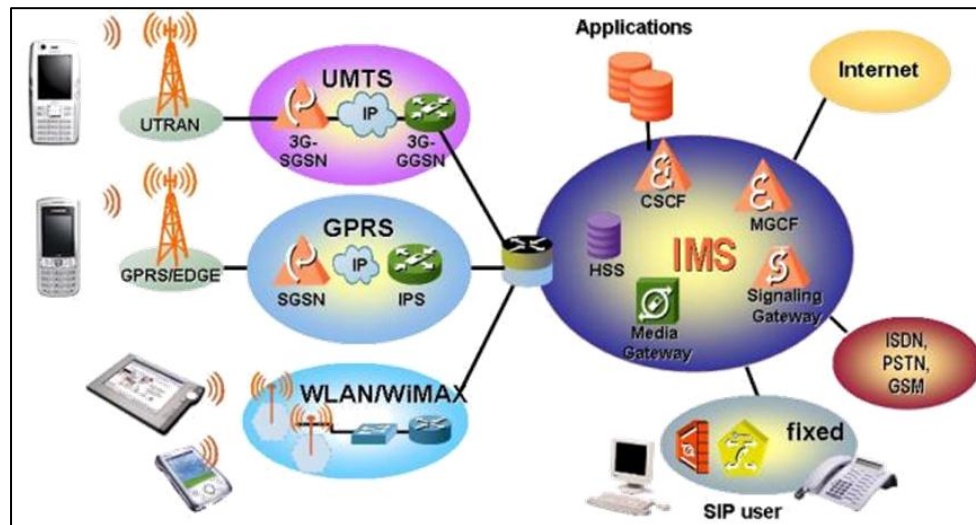 Applications
Internet
UMTS
IP
UTRAN
3G-
SGSN
3G-
GGSN
CSCF
MGCF
GPRS
IP
GPRS/EDGE
SGSN
IPS
HSS
IMS
Media
Gateway
Signaling
Gateway
ISDN,
PSTN,
GSM
WLAN/WiMAX
fixed
SIP user